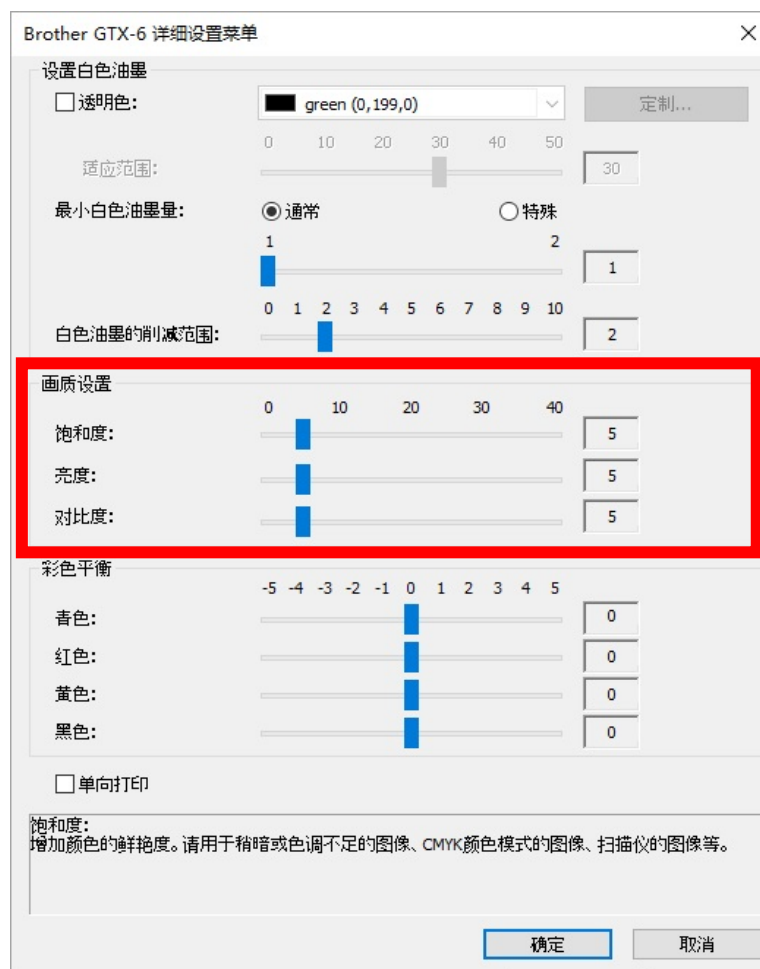 Brother GTX-6 详细设置菜单
设置白色油墨
透明色: green (0,199,0) 定制...
0 10 20 30 40 50
适应范围: 30
最小白色油墨量: 通常 特殊
1 2
1
0 1 2 3 4 5 6 7 8 9 10
白色油墨的削减范围: 2
画质设置
0 10 20 30 40
饱和度: 5
亮度: 5
对比度: 5
彩色平衡
-5 -4 -3 -2 -1 0 1 2 3 4 5
青色: 0
红色: 0
黄色: 0
黑色: 0
单向打印
饱和度:
增加颜色的鲜艳度。请用于稍暗或色调不足的图像、CMYK颜色模式的图像、扫描仪的图像等。
确定 取消